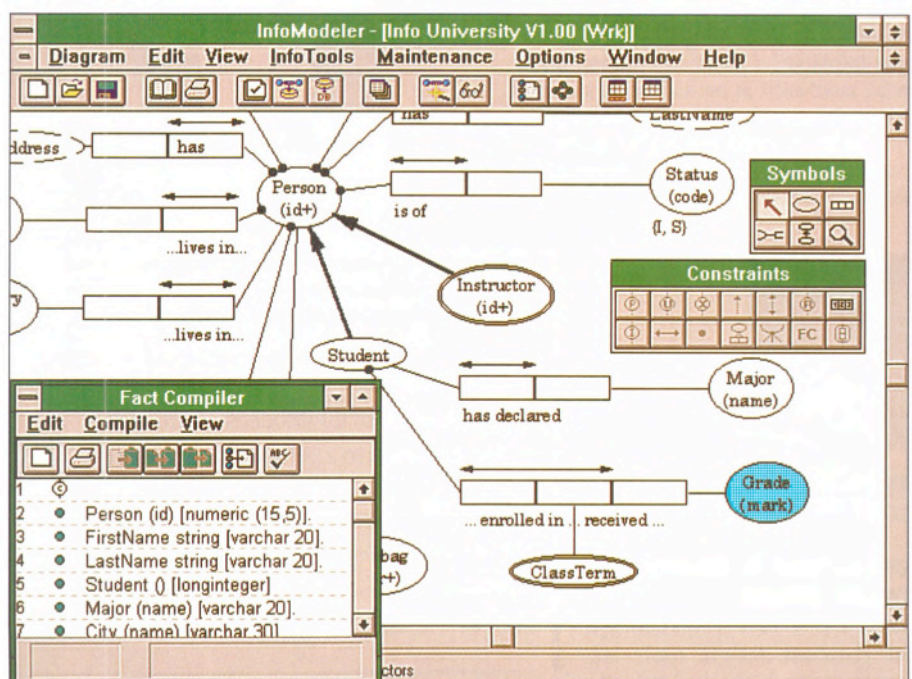 InfoModeler - [Info University V1.00 (Wrk)]
Diagram Edit View InfoTools Maintenance Options Window Help
ddress
has
has
LastName
Person
(id+)
is of
Status
(code)
{I, S}
Symbols
...lives in...
Constraints
Instructor
(id+)
FC
...lives in...
Student
Major
(name)
has declared
Fact Compiler
Edit Compile View
ABC
Grade
(mark)
... enrolled in ... received ...
ClassTerm
bag
r+)
1
2 Person (id) [numeric (15,5)].
3 FirstName string [varchar 20].
4 LastName string [varchar 20].
5 Student () [longinteger]
6 Major (name) [varchar 20].
7 City (name) [varchar 30]
ctors